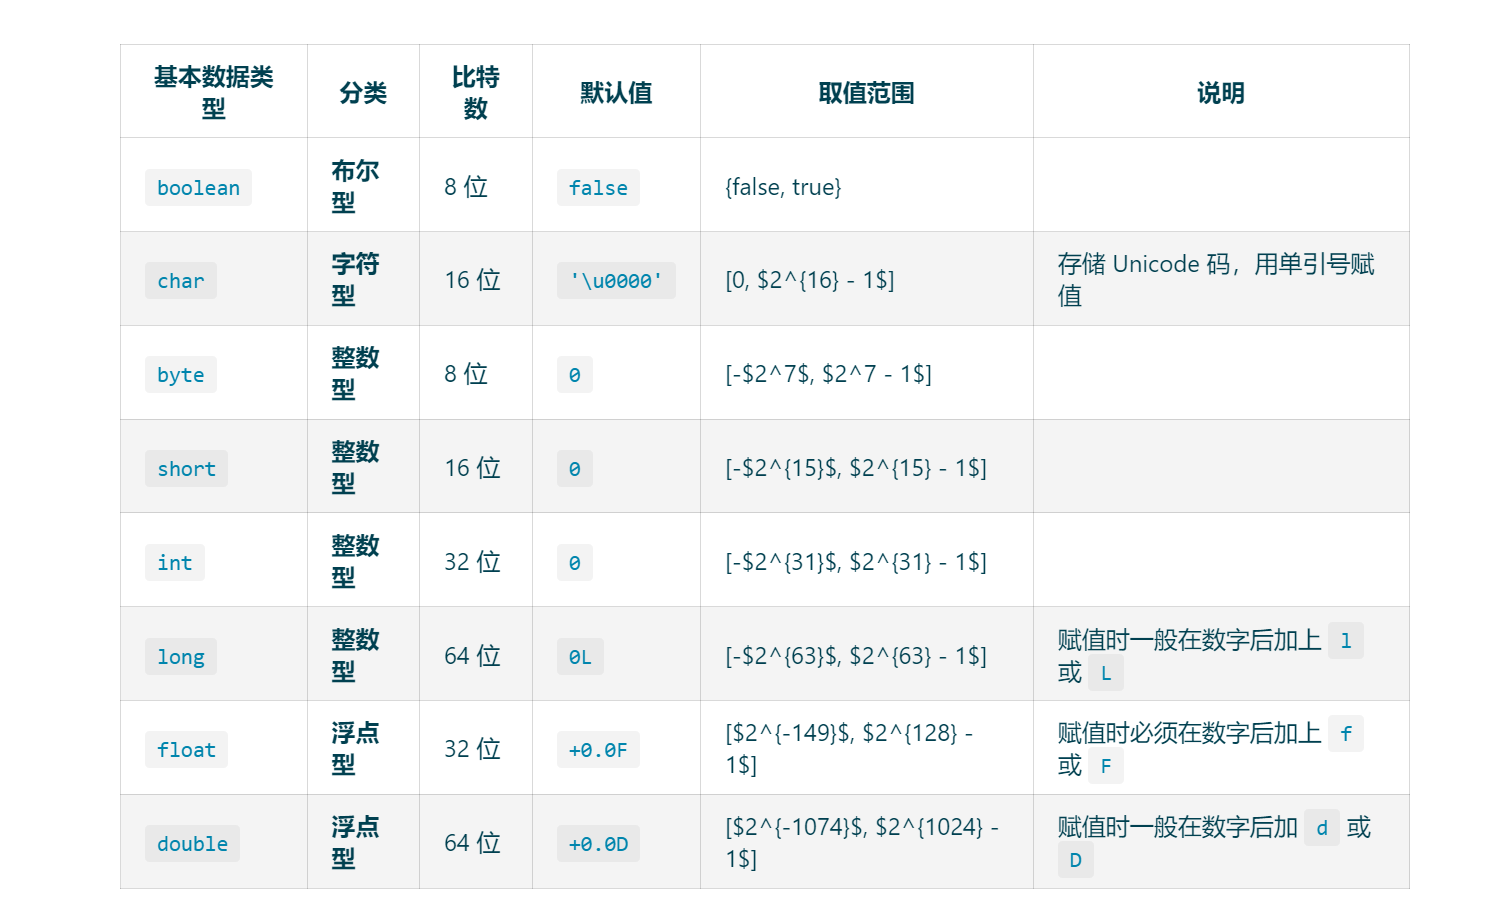 基本数据类型 分类 比特数 默认值 取值范围 说明
boolean 布尔型 8 位 false {false, true}
char 字符型 16 位 '\u0000' [0, $2^{16} - 1$] 存储 Unicode 码，用单引号赋值
byte 整数型 8 位 0 [-$2^7$, $2^7 - 1$]
short 整数型 16 位 0 [-$2^{15}$, $2^{15} - 1$]
int 整数型 32 位 0 [-$2^{31}$, $2^{31} - 1$]
long 整数型 64 位 0L [-$2^{63}$, $2^{63} - 1$] 赋值时一般在数字后加上 l 或 L
float 浮点型 32 位 +0.0F [$2^{-149}$, $2^{128} - 1$] 赋值时必须在数字后加上 f 或 F
double 浮点型 64 位 +0.0D [$2^{-1074}$, $2^{1024} - 1$] 赋值时一般在数字后加 d 或 D